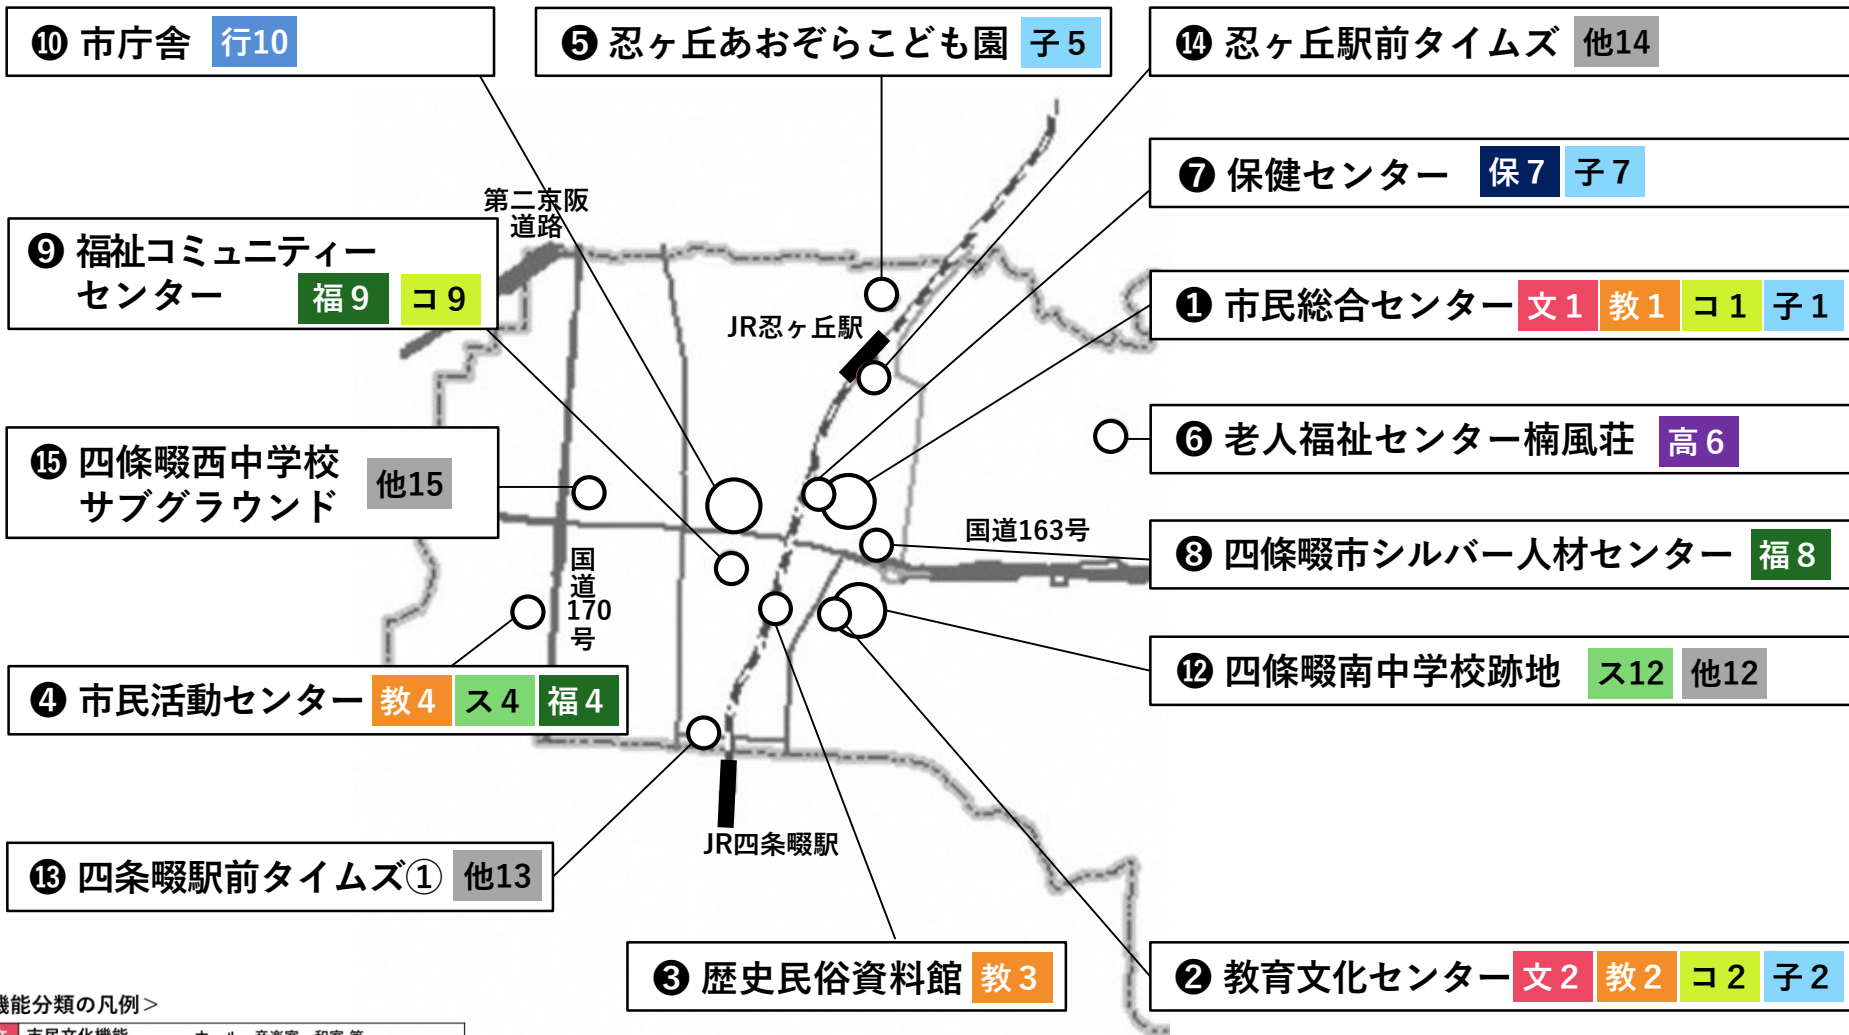 ❿ 市庁舎 行10
❺ 忍ヶ丘あおぞらこども園 子5
⓮ 忍ヶ丘駅前タイムズ 他14
❼ 保健センター 保7 子7
第二京阪
道路
❾ 福祉コミュニティー
センター 福9 コ9
❶ 市民総合センター 文1 教1 コ1 子1
JR忍ヶ丘駅
❻ 老人福祉センター楠風荘 高6
⓯ 四條畷西中学校
サブグラウンド 他15
国道163号
❽ 四條畷市シルバー人材センター 福8
国
道
170
号
⓬ 四條畷南中学校跡地 ス12 他12
❹ 市民活動センター 教4 ス4 福4
JR四条畷駅
⓭ 四条畷駅前タイムズ① 他13
❸ 歴史民俗資料館 教3
❷ 教育文化センター 文2 教2 コ2 子2
機能分類の凡例＞